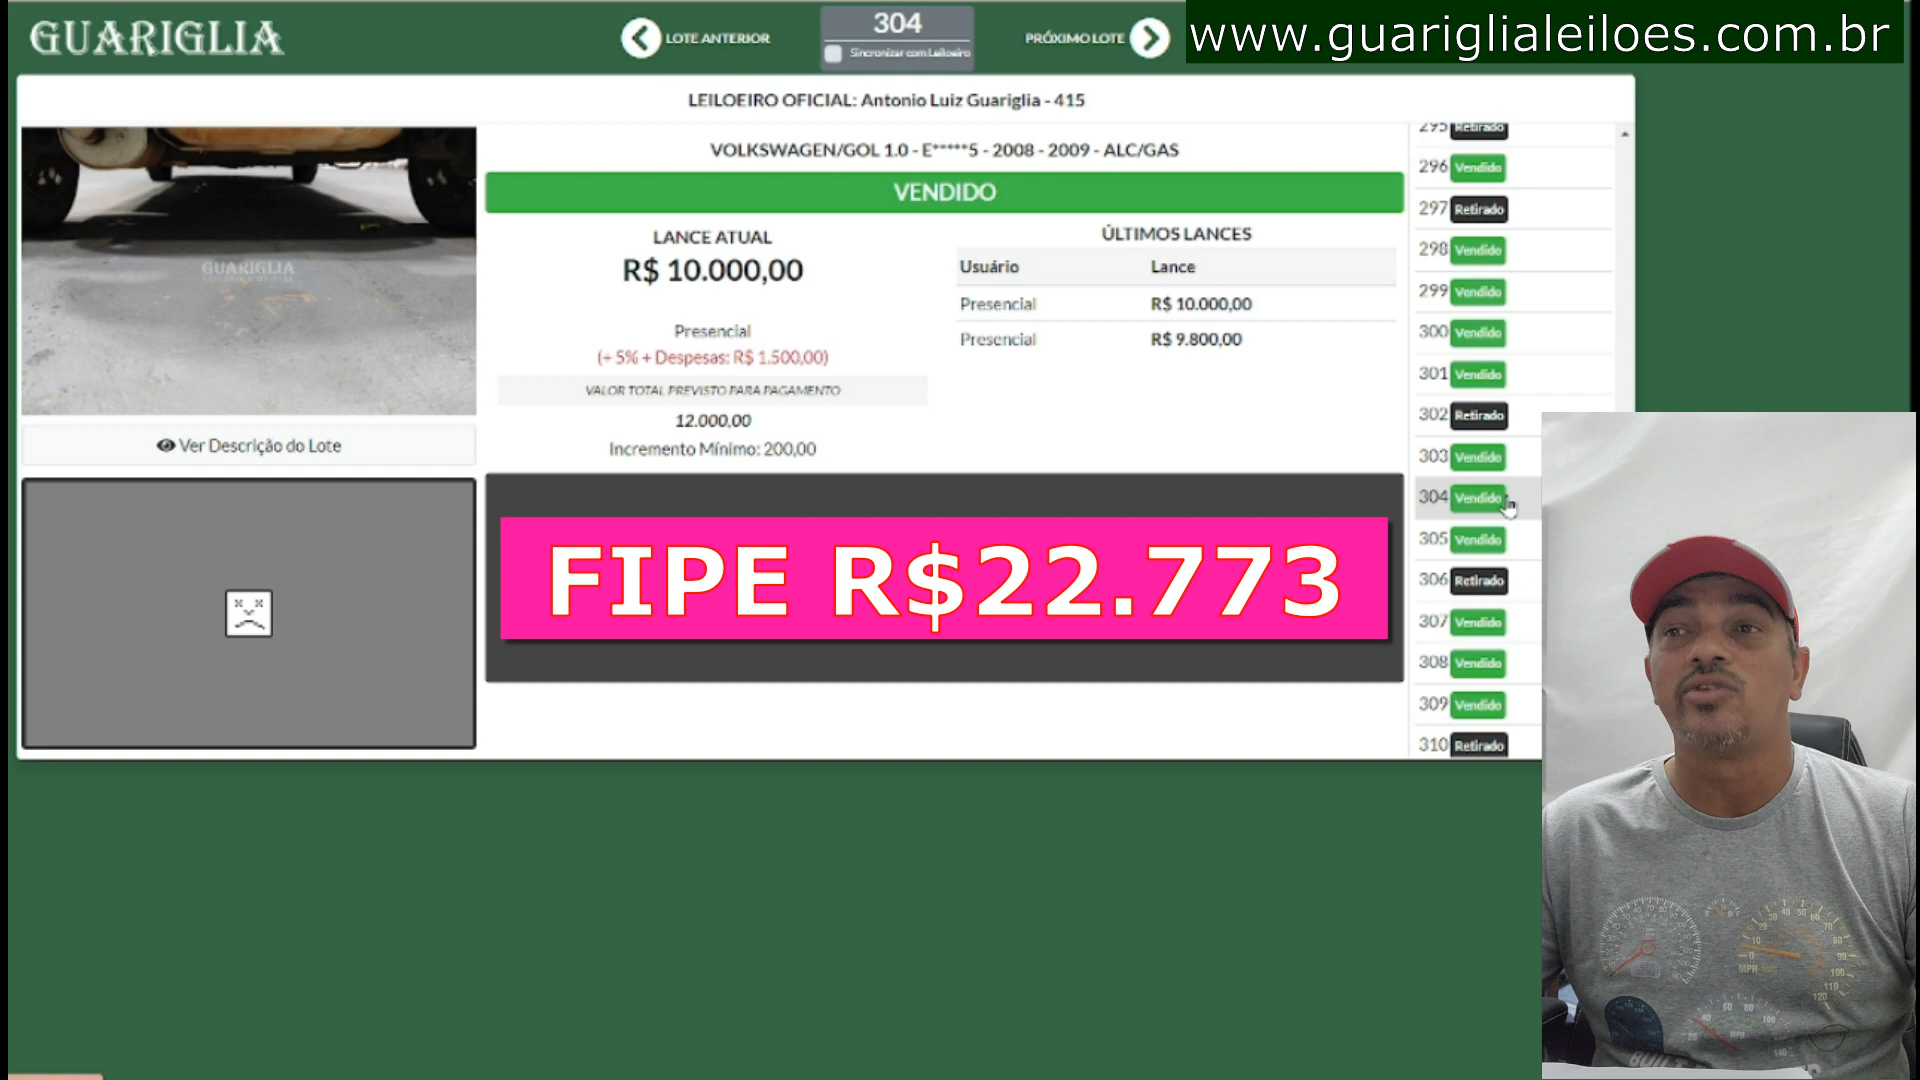 GUARIGLIA
LOTE ANTERIOR
304
Sincronizar com Leiloeiro
PRÓXIMO LOTE
www.guariglialeiloes.com.br
LEILOEIRO OFICIAL: Antonio Luiz Guariglia - 415
GUARIGLIA
Ver Descrição do Lote
VOLKSWAGEN/GOL 1.0 - E*****5 - 2008 - 2009 - ALC/GAS
VENDIDO
LANCE ATUAL
R$ 10.000,00
Presencial
(+ 5% + Despesas: R$ 1.500,00)
VALOR TOTAL PREVISTO PARA PAGAMENTO
12.000,00
Incremento Mínimo: 200,00
ÚLTIMOS LANCES
Usuário Lance
Presencial R$ 10.000,00
Presencial R$ 9.800,00
FIPE R$22.773
295 Retirado
296 Vendido
297 Retirado
298 Vendido
299 Vendido
300 Vendido
301 Vendido
302 Retirado
303 Vendido
304 Vendido
305 Vendido
306 Retirado
307 Vendido
308 Vendido
309 Vendido
310 Retirado